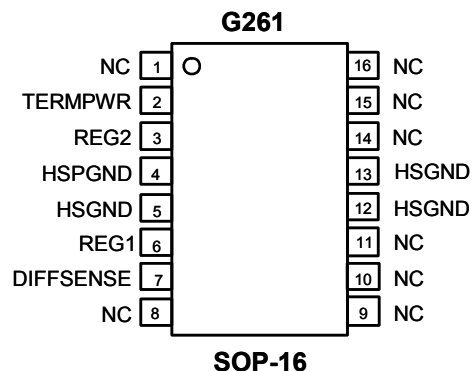 G261
NC 1 16 NC
TERMPWR 2 15 NC
REG2 3 14 NC
HSPGND 4 13 HSGND
HSGND 5 12 HSGND
REG1 6 11 NC
DIFFSENSE 7 10 NC
NC 8 9 NC
SOP-16